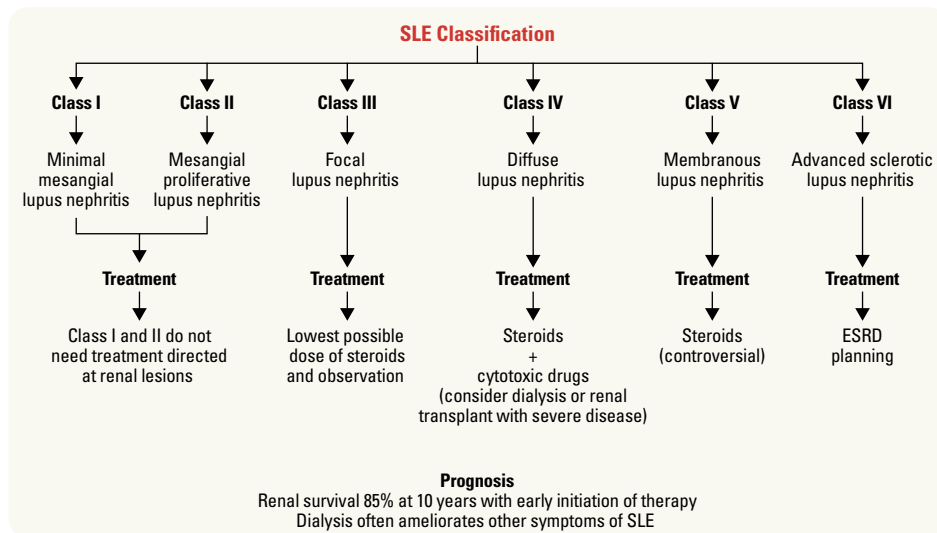 SLE Classification
Class I
Class II
Class III
Class IV
Class V
Class VI
Minimal
mesangial
lupus nephritis
Mesangial
proliferative
lupus nephritis
Focal
lupus nephritis
Diffuse
lupus nephritis
Membranous
lupus nephritis
Advanced sclerotic
lupus nephritis
Treatment
Treatment
Treatment
Treatment
Treatment
Class I and II do not
need treatment directed
at renal lesions
Lowest possible
dose of steroids
and observation
Steroids
+
cytotoxic drugs
(consider dialysis or renal
transplant with severe disease)
Steroids
(controversial)
ESRD
planning
Prognosis
Renal survival 85% at 10 years with early initiation of therapy
Dialysis often ameliorates other symptoms of SLE